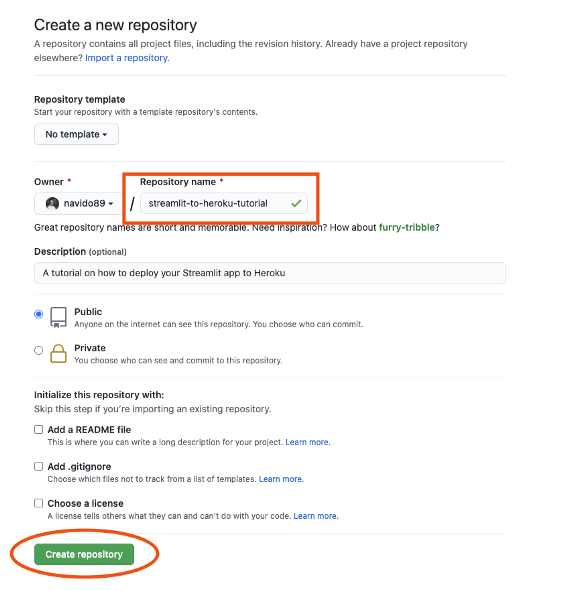 Create a new repository
A repository contains all project files, including the revision history. Already have a project repository
elsewhere? Import a repository.
Repository template
Start your repository with a template repository's contents.
No template
Owner *
Repository name *
navido89
/
streamlit-to-heroku-tutorial
Great repository names are short and memorable. Need inspiration? How about furry-tribble?
Description (optional)
A tutorial on how to deploy your Streamlit app to Heroku
Public
Anyone on the internet can see this repository. You choose who can commit.
Private
You choose who can see and commit to this repository.
Initialize this repository with:
Skip this step if you're importing an existing repository.
Add a README file
This is where you can write a long description for your project. Learn more.
Add .gitignore
Choose which files not to track from a list of templates. Learn more.
Choose a license
A license tells others what they can and can't do with your code. Learn more.
Create repository